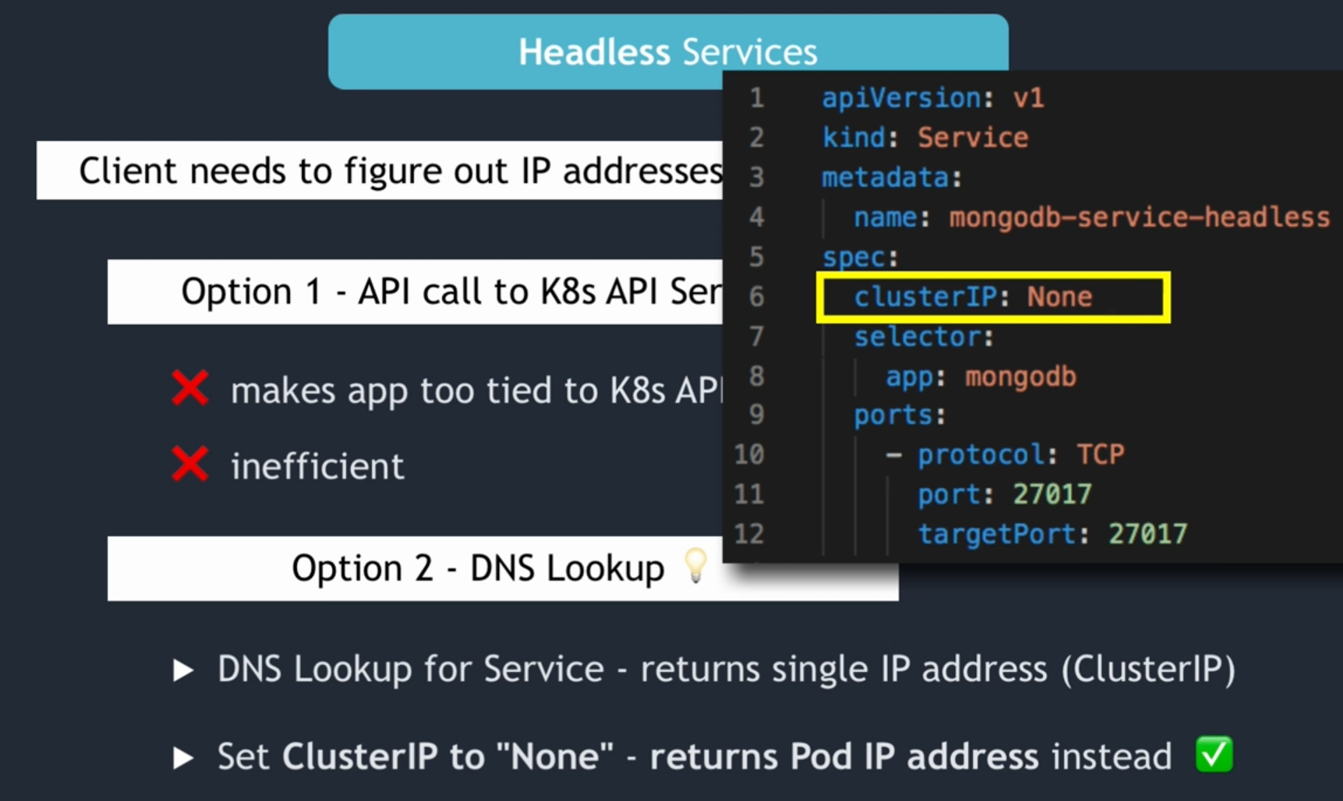 Headless Services
Client needs to figure out IP addresses
Option 1 - API call to K8s API Ser
❌ makes app too tied to K8s API
❌ inefficient
Option 2 - DNS Lookup 💡
▶ DNS Lookup for Service - returns single IP address (ClusterIP)
▶ Set ClusterIP to "None" - returns Pod IP address instead ✅
1 apiVersion: v1
2 kind: Service
3 metadata:
4   name: mongodb-service-headless
5 spec:
6   clusterIP: None
7   selector:
8     app: mongodb
9   ports:
10     - protocol: TCP
11       port: 27017
12       targetPort: 27017